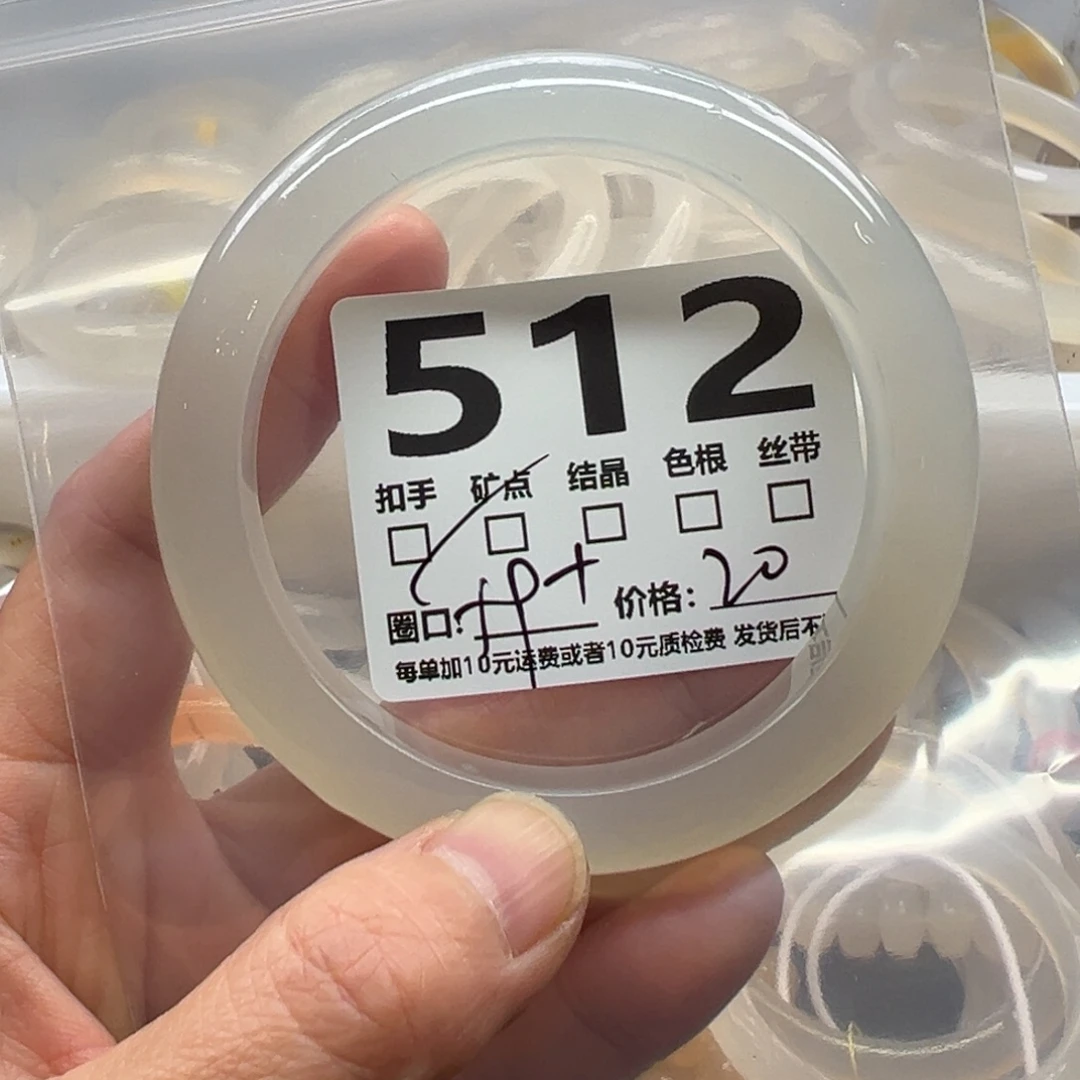 512
扣手 矿点 结晶 色根 丝带
圈口: 价格:
每单加10元运费或者10元质检费 发货后不